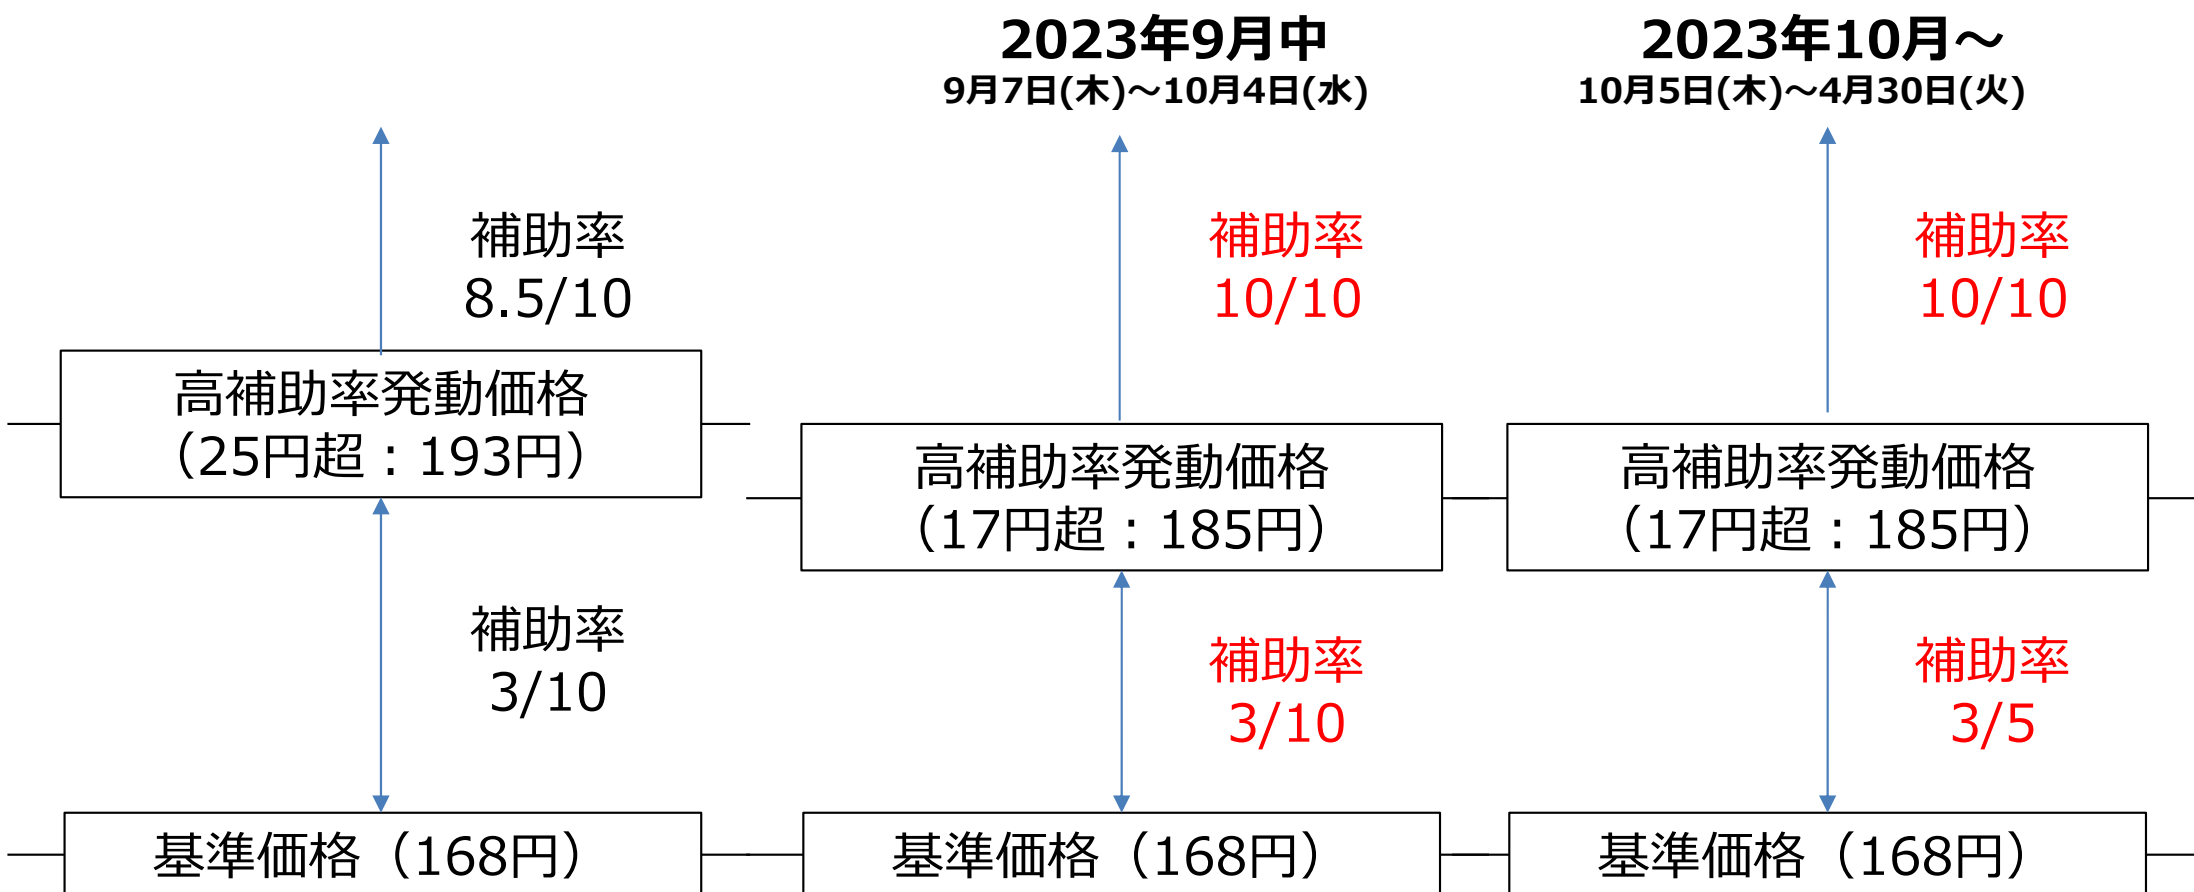 2023年9月中
9月7日(木)～10月4日(水)
2023年10月～
10月5日(木)～4月30日(火)
補助率
8.5/10
補助率
10/10
補助率
10/10
高補助率発動価格
（25円超：193円）
高補助率発動価格
（17円超：185円）
高補助率発動価格
（17円超：185円）
補助率
3/10
補助率
3/10
補助率
3/5
基準価格（168円）
基準価格（168円）
基準価格（168円）